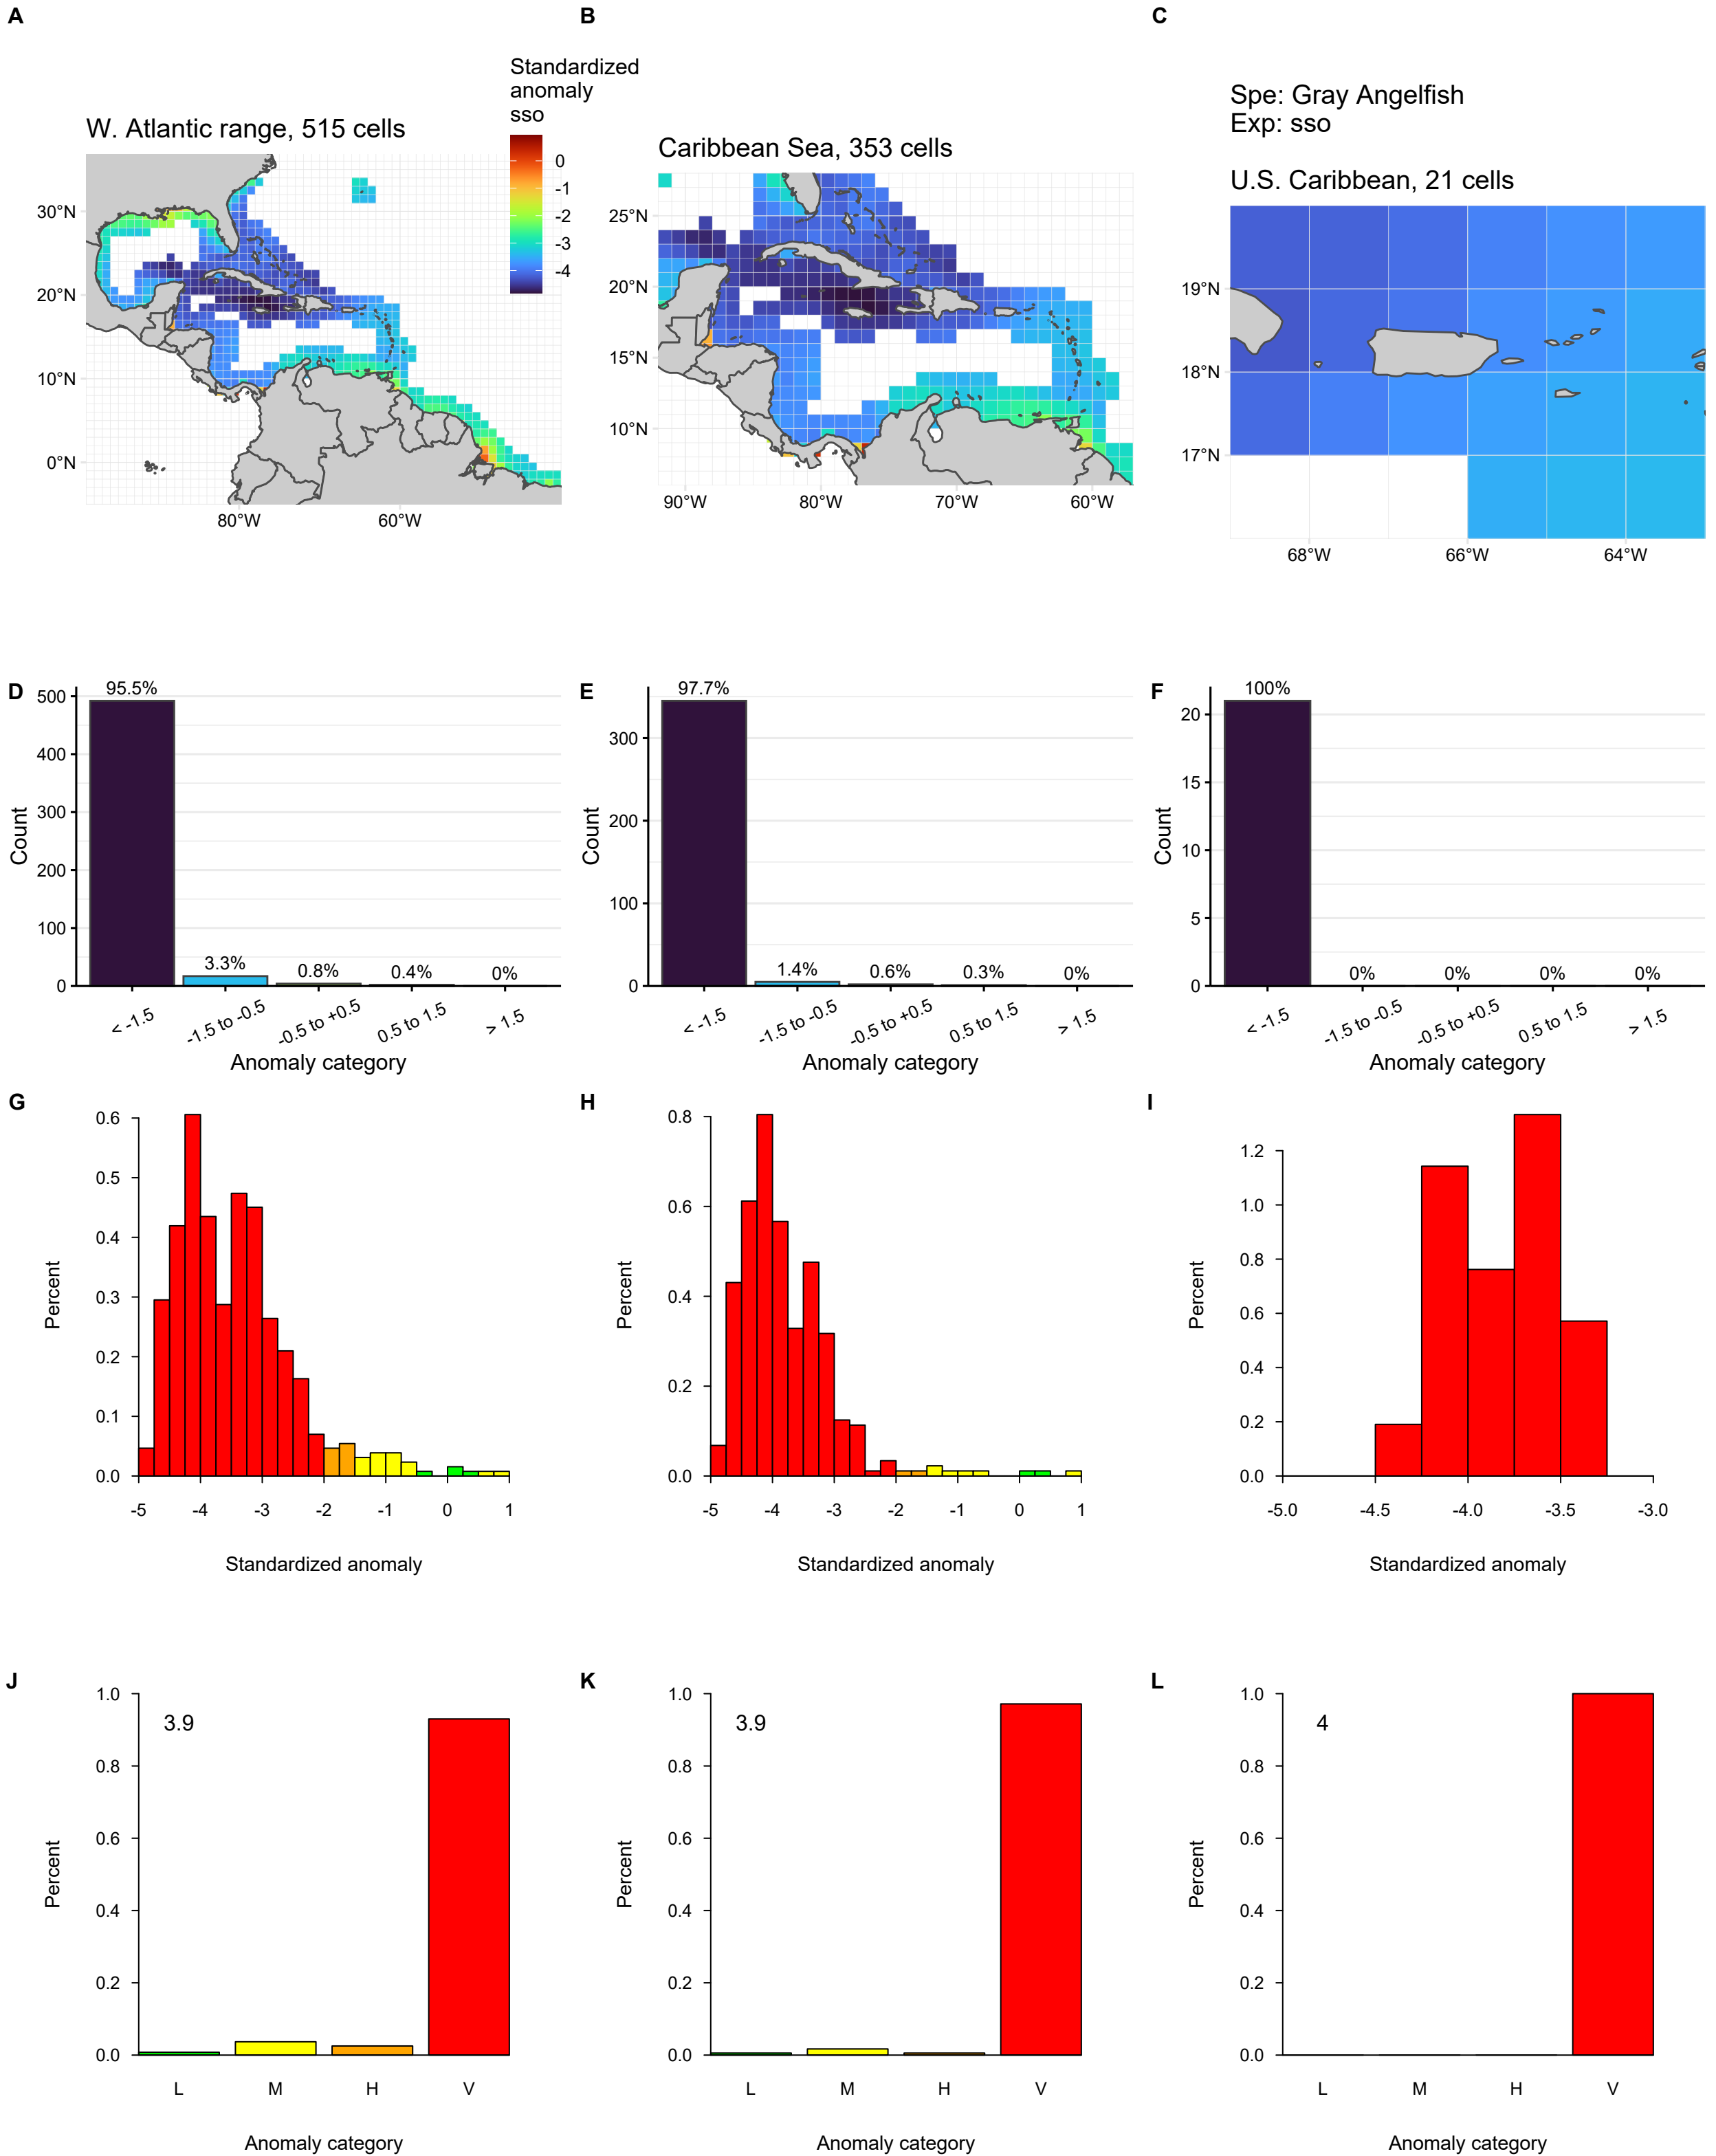 A
B
C
Standardized
anomaly
sso
W. Atlantic range, 515 cells
0
-1
-2
-3
-4
30°N
20°N
10°N
0°N
80°W
60°W
Caribbean Sea, 353 cells
25°N
20°N
15°N
10°N
90°W
80°W
70°W
60°W
Spe: Gray Angelfish
Exp: sso
U.S. Caribbean, 21 cells
19°N
18°N
17°N
68°W
66°W
64°W
D
500
400
300
200
100
0
Count
95.5%
3.3%
0.8%
0.4%
0%
< -1.5
-1.5 to -0.5
-0.5 to +0.5
0.5 to 1.5
> 1.5
Anomaly category
E
300
200
100
0
Count
97.7%
1.4%
0.6%
0.3%
0%
< -1.5
-1.5 to -0.5
-0.5 to +0.5
0.5 to 1.5
> 1.5
Anomaly category
F
20
15
10
5
0
Count
100%
0%
0%
0%
0%
< -1.5
-1.5 to -0.5
-0.5 to +0.5
0.5 to 1.5
> 1.5
Anomaly category
G
0.6
0.5
0.4
0.3
0.2
0.1
0.0
Percent
-5
-4
-3
-2
-1
0
1
Standardized anomaly
H
0.8
0.6
0.4
0.2
0.0
Percent
-5
-4
-3
-2
-1
0
1
Standardized anomaly
I
1.2
1.0
0.8
0.6
0.4
0.2
0.0
Percent
-5.0
-4.5
-4.0
-3.5
-3.0
Standardized anomaly
J
1.0
0.8
0.6
0.4
0.2
0.0
Percent
3.9
L
M
H
V
Anomaly category
K
1.0
0.8
0.6
0.4
0.2
0.0
Percent
3.9
L
M
H
V
Anomaly category
L
1.0
0.8
0.6
0.4
0.2
0.0
Percent
4
L
M
H
V
Anomaly category